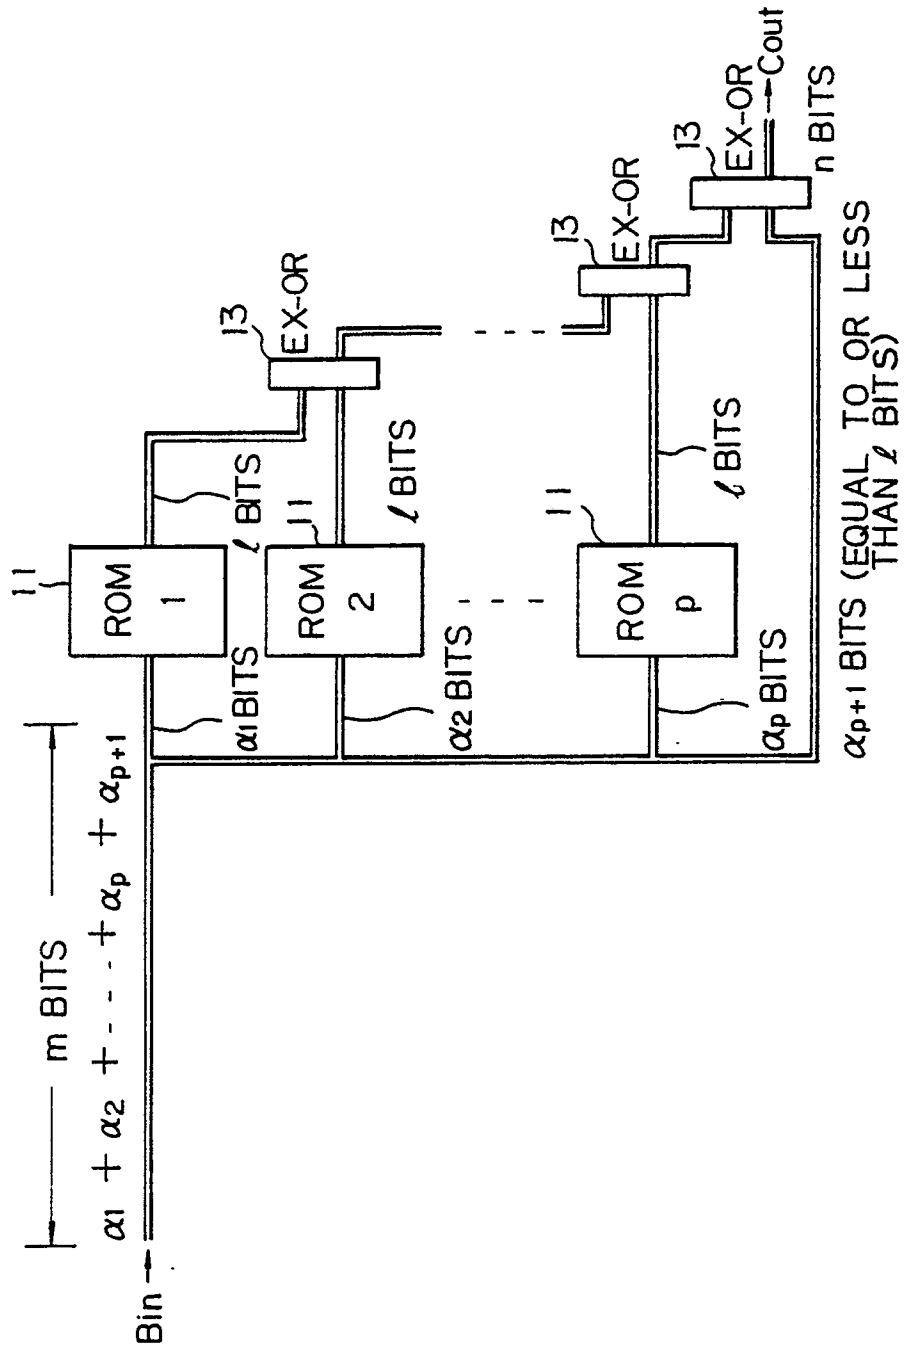 m BITS
α1 + α2 + - - - - + αp + αp+1
Bin
α1 BITS
11
ROM
1
ℓ BITS
13
EX-OR
α2 BITS
11
ROM
2
ℓ BITS
αp BITS
11
ROM
p
ℓ BITS
13
EX-OR
13
EX-OR
Cout
n BITS
αp+1 BITS (EQUAL TO OR LESS
THAN ℓ BITS)